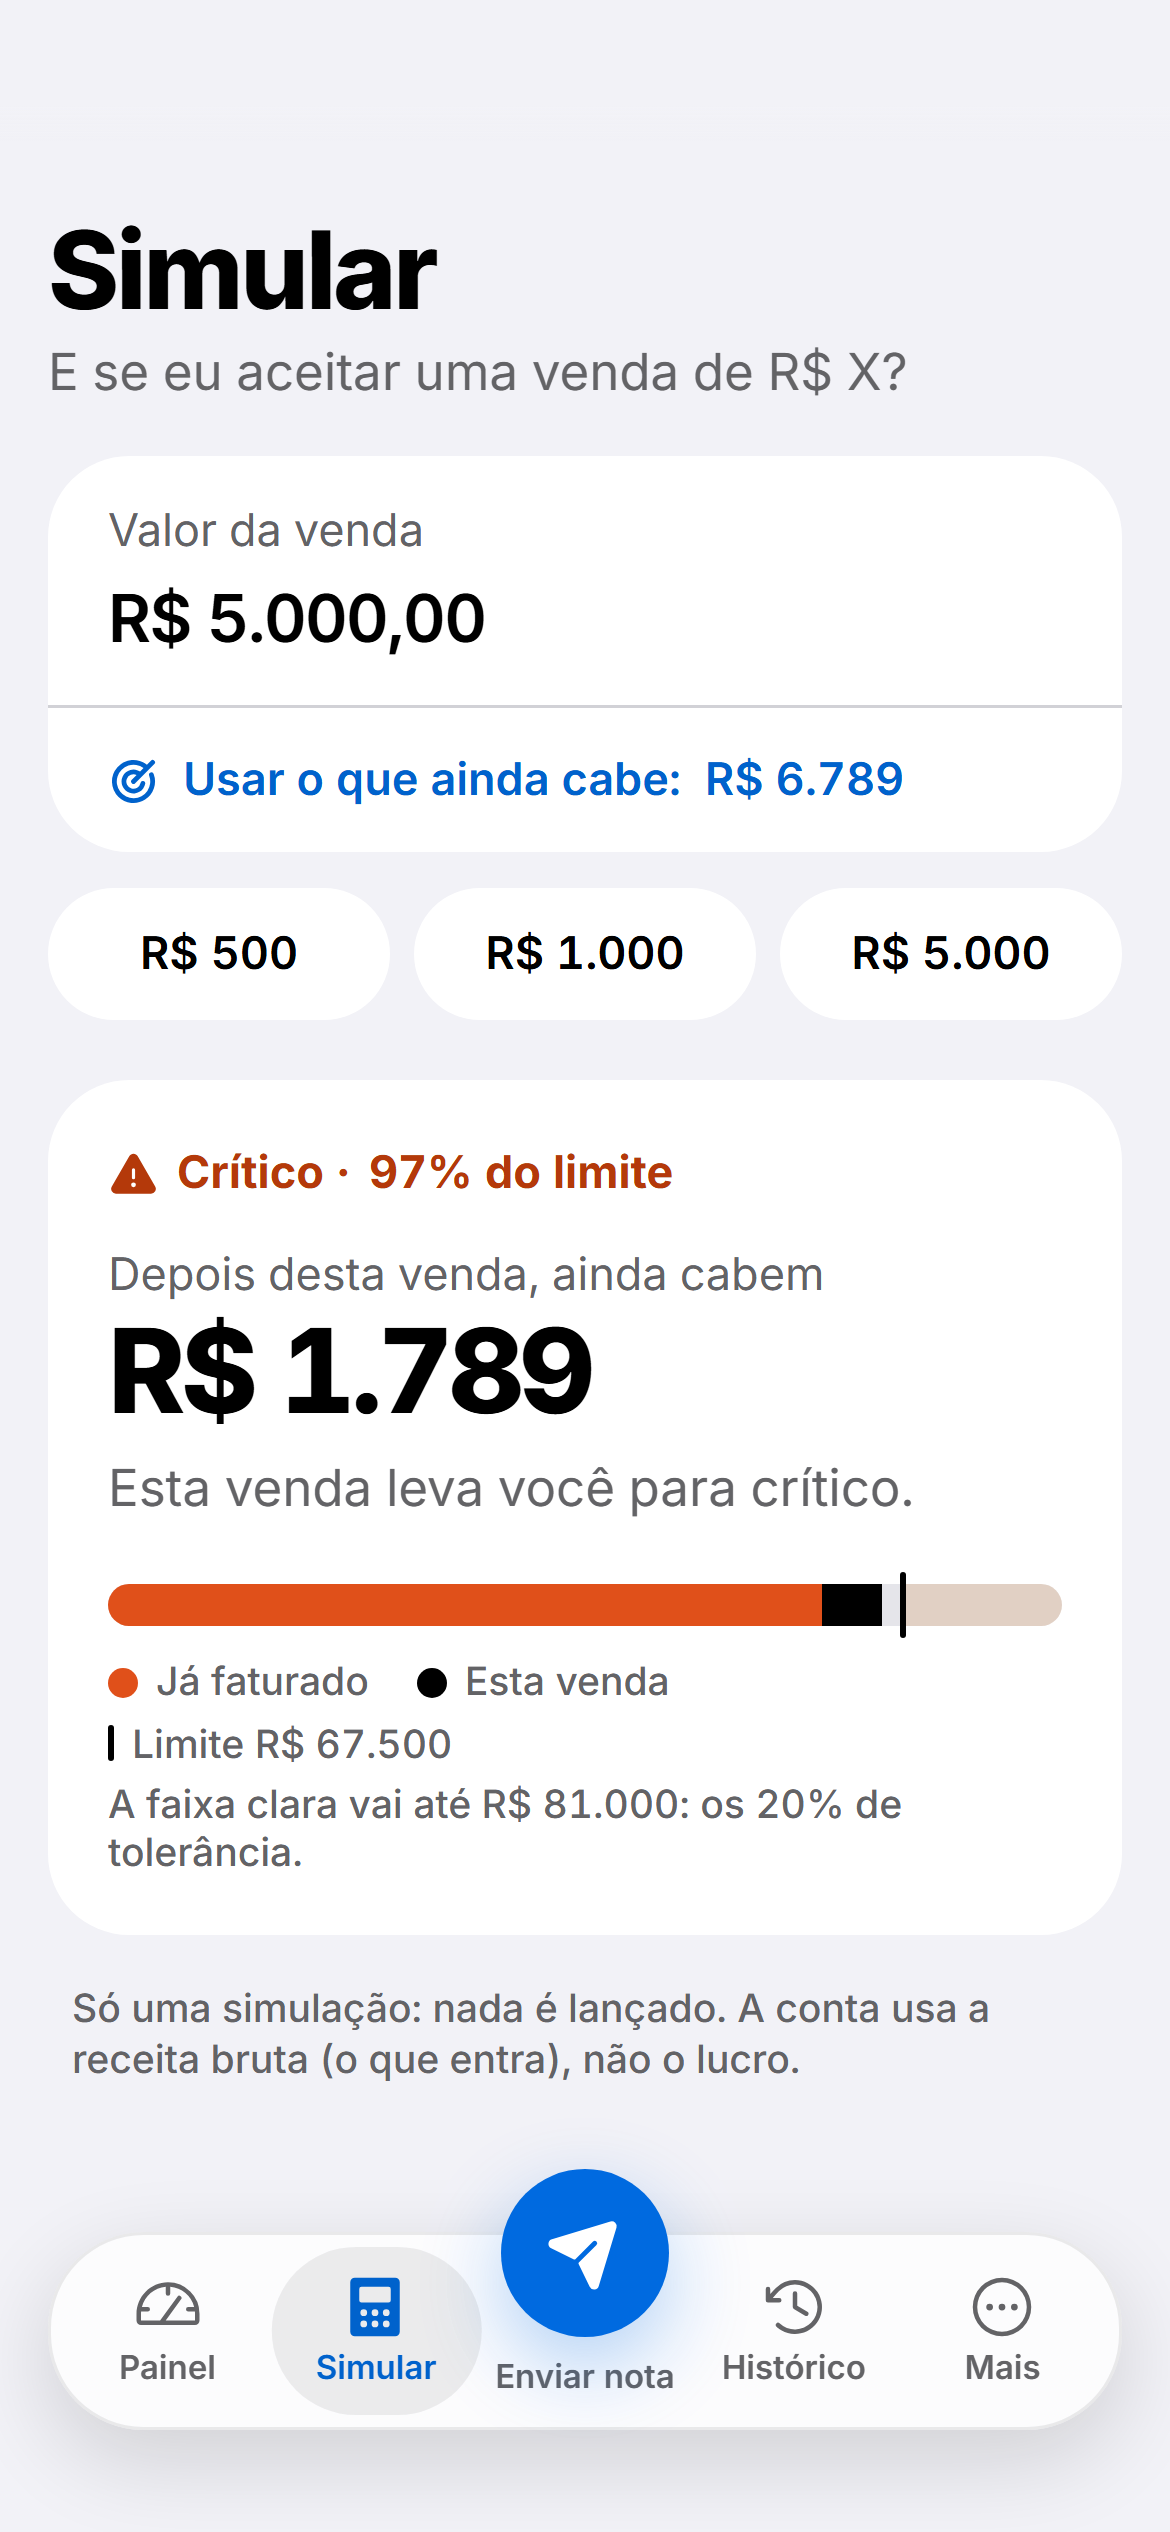 Simular
E se eu aceitar uma venda de R$ X?
Valor da venda
R$ 5.000,00
Usar o que ainda cabe: R$ 6.789
R$ 500
R$ 1.000
R$ 5.000
Crítico · 97% do limite
Depois desta venda, ainda cabem
R$ 1.789
Esta venda leva você para crítico.
Já faturado
Esta venda
Limite R$ 67.500
A faixa clara vai até R$ 81.000: os 20% de
tolerância.
Só uma simulação: nada é lançado. A conta usa a
receita bruta (o que entra), não o lucro.
Painel
Simular
Enviar nota
Histórico
Mais